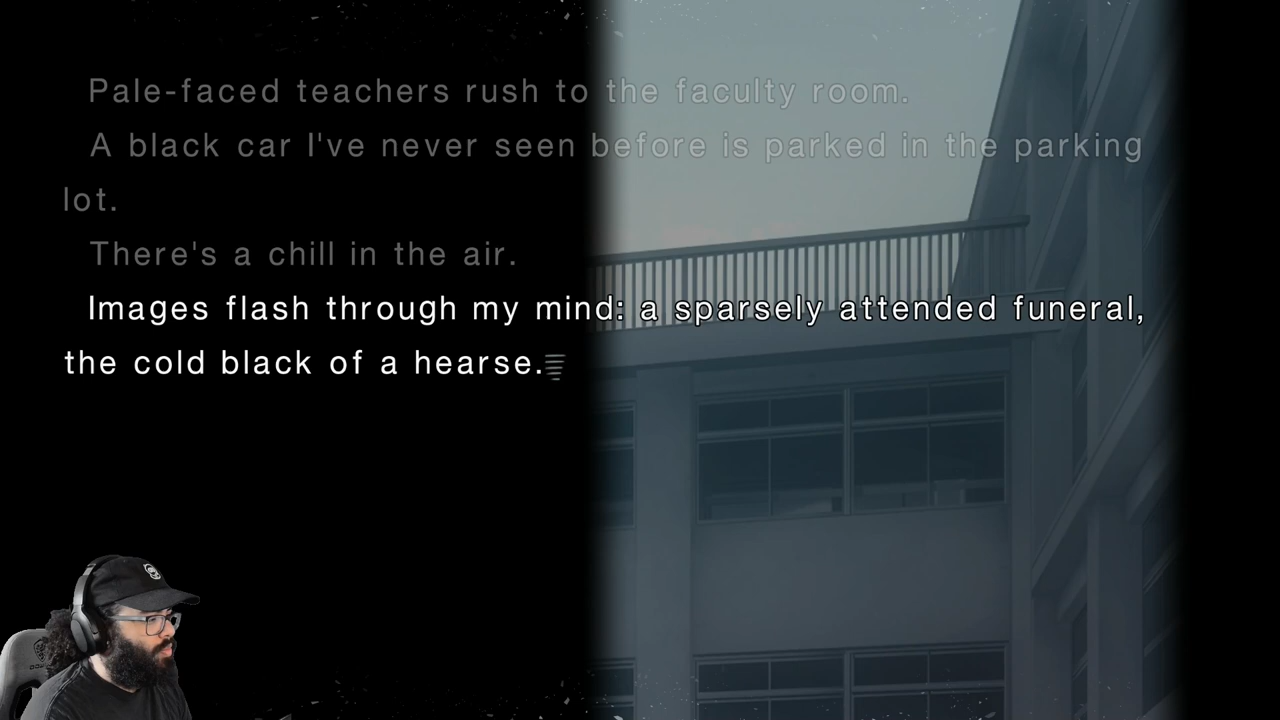 Pale-faced teachers rush to the faculty room.
A black car I've never seen before is parked in the parking
lot.
There's a chill in the air.
Images flash through my mind: a sparsely attended funeral,
the cold black of a hearse.